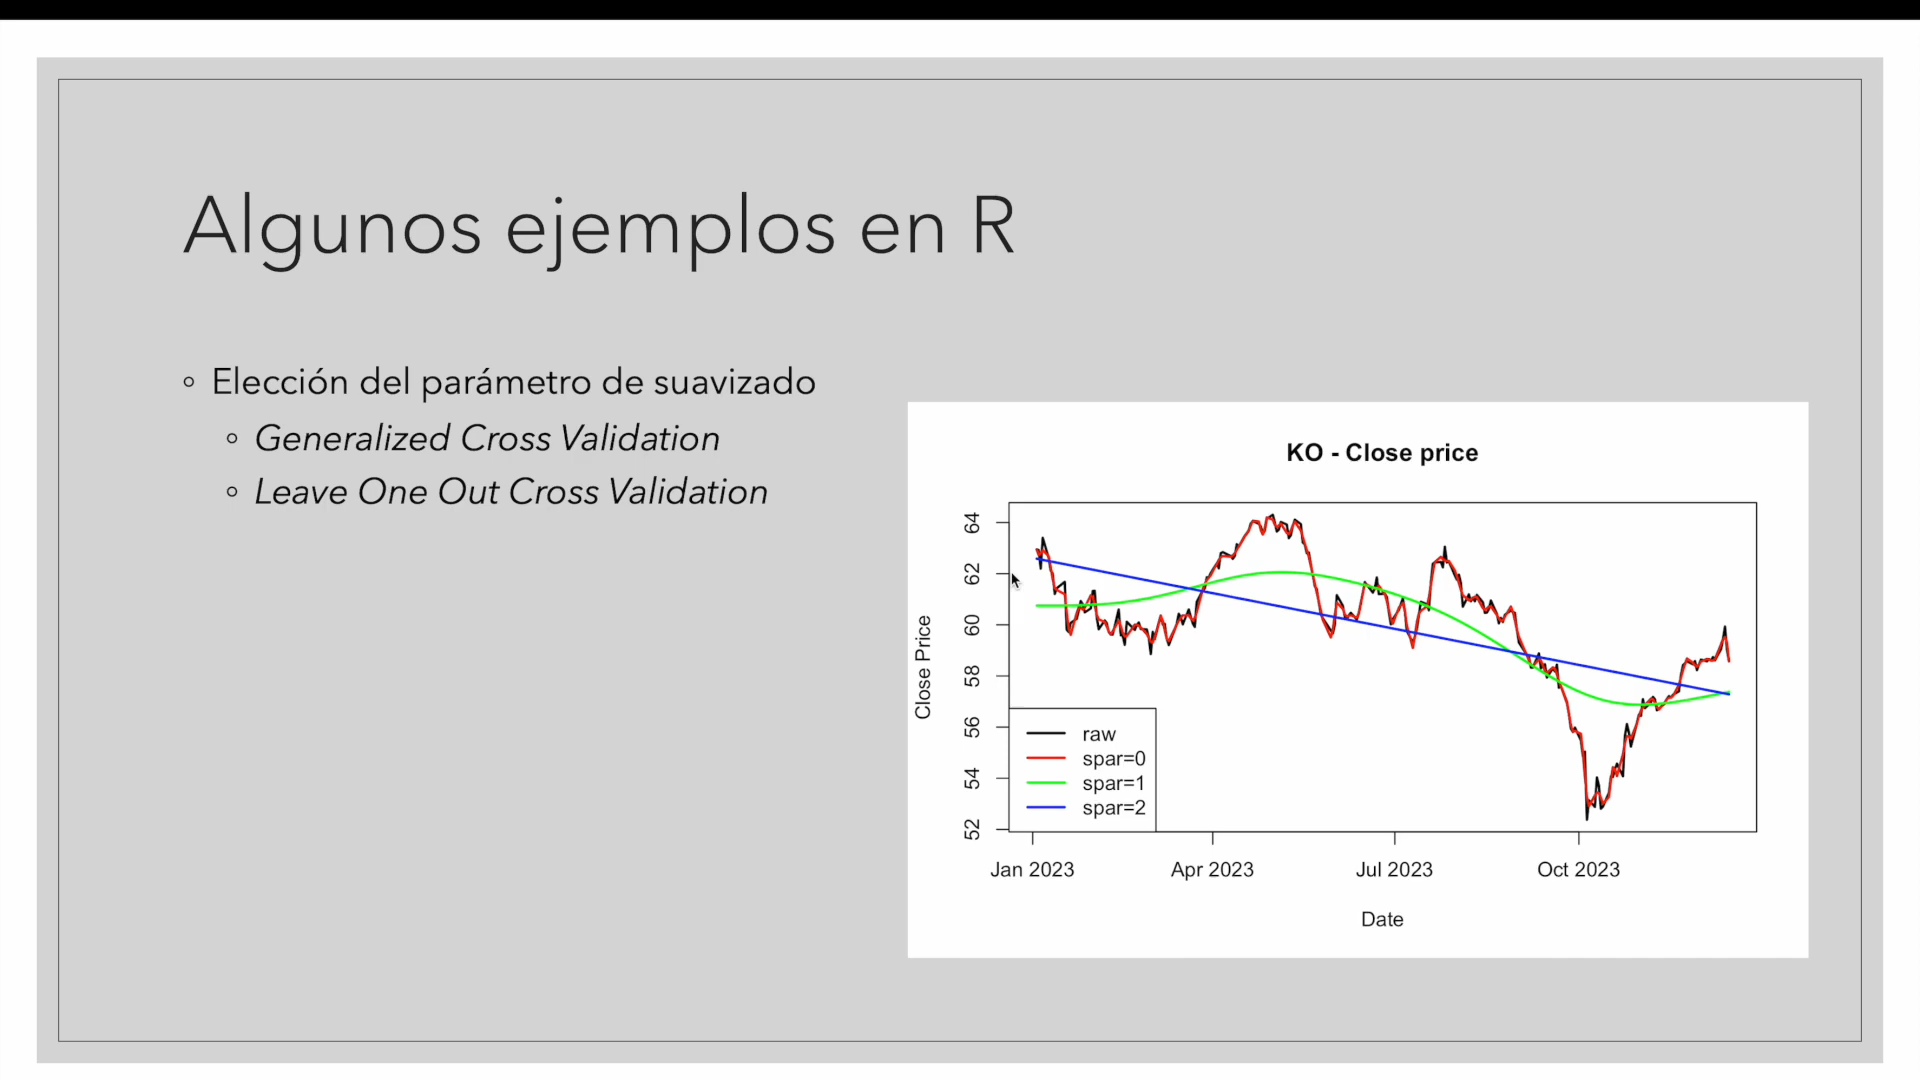 Algunos ejemplos en R
Elección del parámetro de suavizado
Generalized Cross Validation
Leave One Out Cross Validation
KO - Close price
Close Price
64
62
60
58
56
54
52
raw
spar=0
spar=1
spar=2
Jan 2023
Apr 2023
Jul 2023
Oct 2023
Date